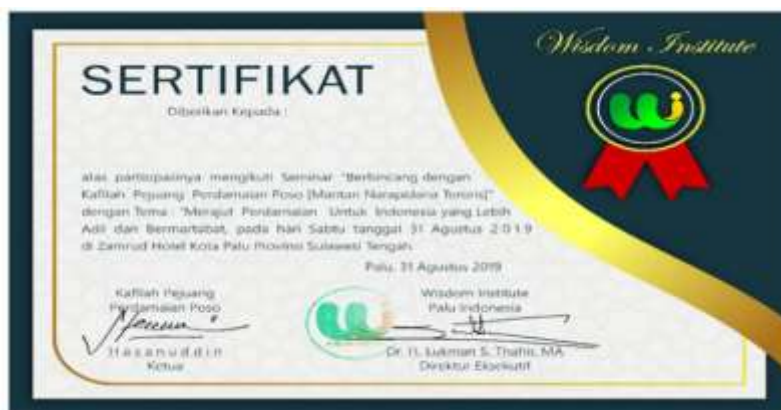 Wisdom Institute
SERTIFIKAT
Diberikan Kepada :
atas partisipasinya mengikuti Seminar "Berbincang dengan
Kafilah Pejuang Perdamaian Poso [Mantan Narapidana Teroris]"
dengan Tema : "Merajut Perdamaian Untuk Indonesia yang Lebih
Adil dan Bermartabat, pada hari Sabtu tanggal 31 Agustus 2019
di Zamrud Hotel Kota Palu Provinsi Sulawesi Tengah.
Palu, 31 Agustus 2019
Kafilah Pejuang
Perdamaian Poso
Hasanuddin
Ketua
Wisdom Institute
Palu Indonesia
Dr. H. Lukman S. Thahir, MA
Direktur Eksekutif